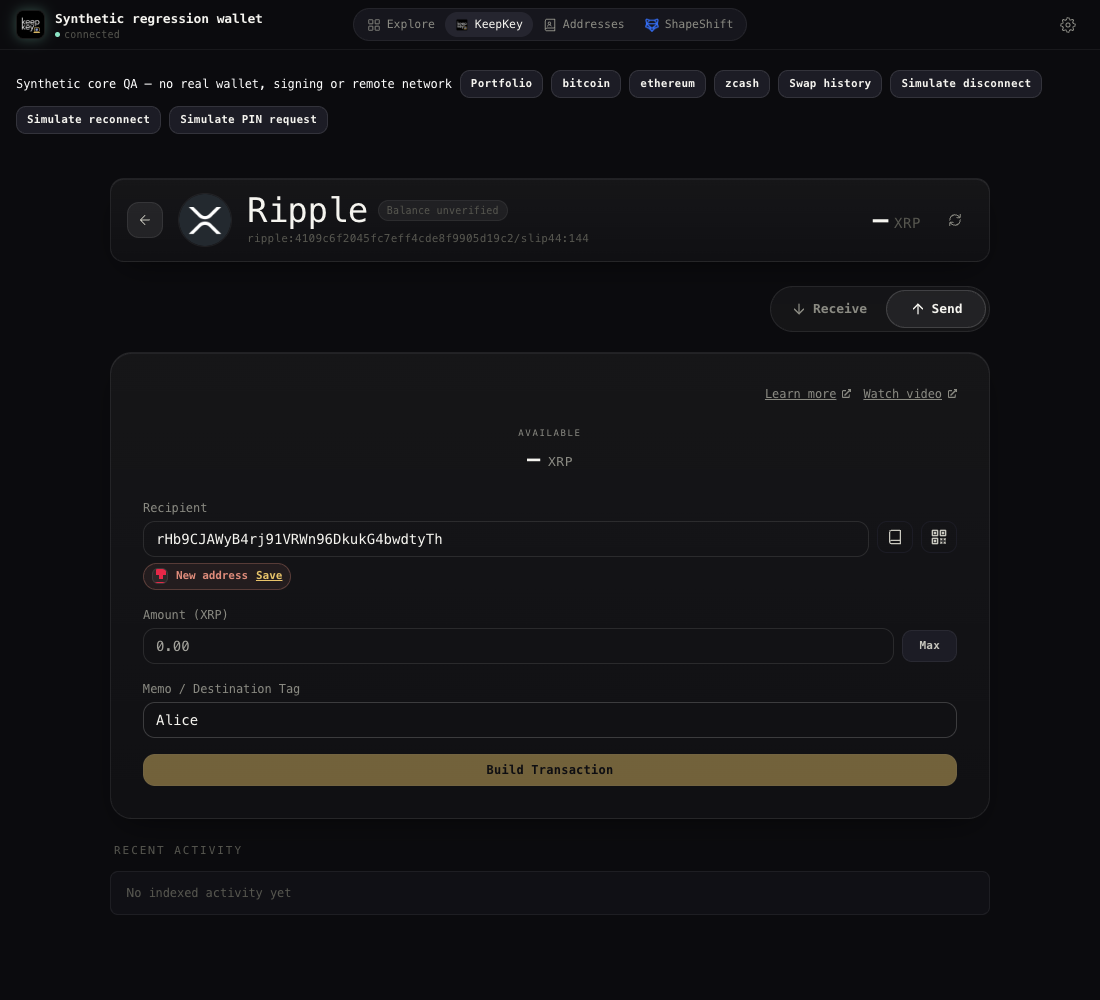 Synthetic regression wallet
connected
Explore
KeepKey
Addresses
ShapeShift
Synthetic core QA — no real wallet, signing or remote network
Portfolio
bitcoin
ethereum
zcash
Swap history
Simulate disconnect
Simulate reconnect
Simulate PIN request
Ripple
Balance unverified
ripple:4109c6f2045fc7eff4cde8f9905d19c2/slip44:144
— XRP
Receive
Send
Learn more
Watch video
AVAILABLE
— XRP
Recipient
rHb9CJAWyB4rj91VRWn96DkukG4bwdtyTh
New address Save
Amount (XRP)
0.00
Max
Memo / Destination Tag
Alice
Build Transaction
RECENT ACTIVITY
No indexed activity yet